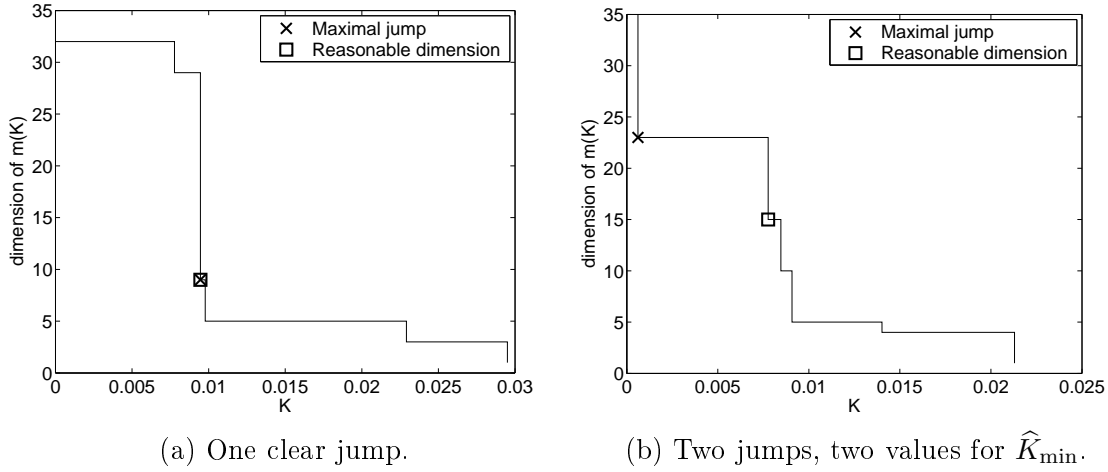 35
30
25
20
15
10
5
0
dimension of m(K)
Maximal jump
Reasonable dimension
0 0.005 0.01 0.015 0.02 0.025 0.03
K
(a) One clear jump.
35
30
25
20
15
10
5
0
dimension of m(K)
Maximal jump
Reasonable dimension
0 0.005 0.01 0.015 0.02 0.025
K
(b) Two jumps, two values for K̂min.